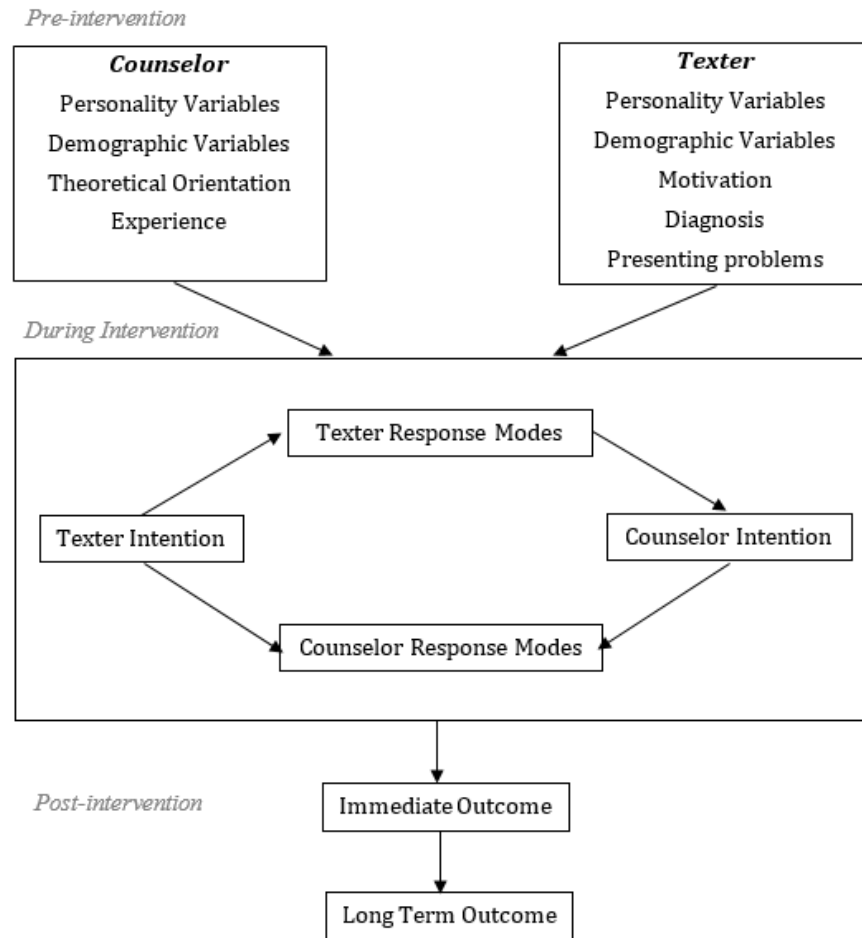 Pre-intervention
Counselor
Personality Variables
Demographic Variables
Theoretical Orientation
Experience
Texter
Personality Variables
Demographic Variables
Motivation
Diagnosis
Presenting problems
During Intervention
Texter Response Modes
Texter Intention
Counselor Intention
Counselor Response Modes
Post-intervention
Immediate Outcome
Long Term Outcome